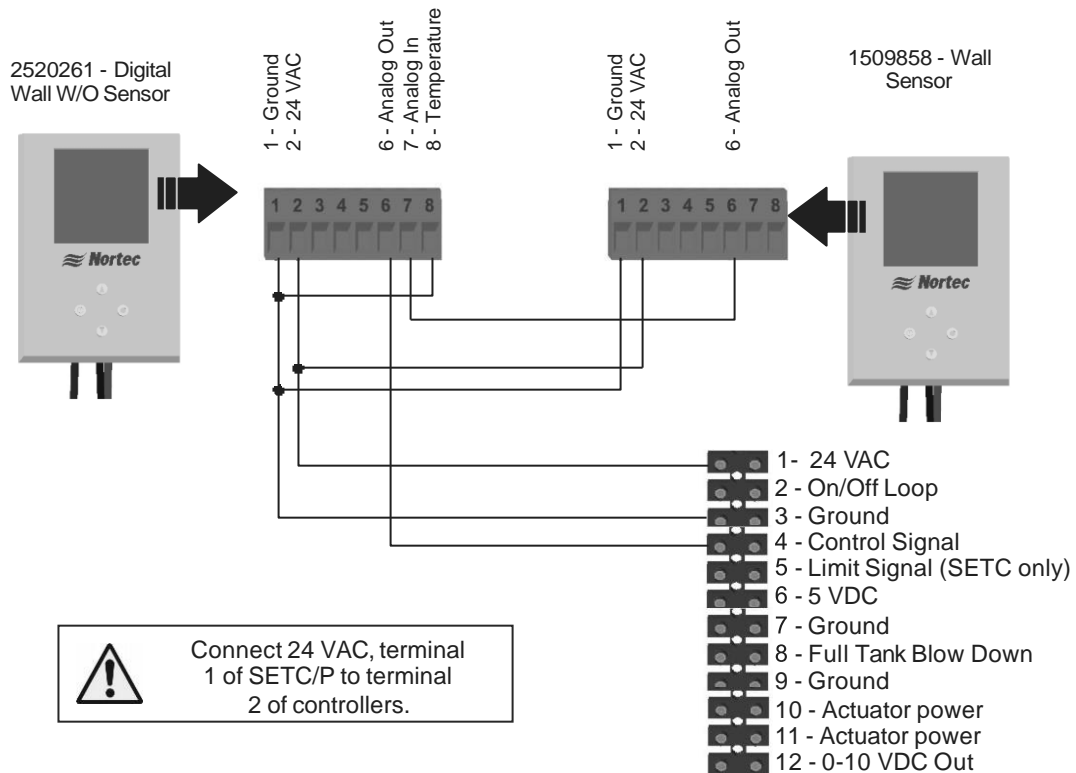 2520261 - Digital
Wall W/O Sensor
1 - Ground
2 - 24 VAC
6 - Analog Out
7 - Analog In
8 - Temperature
1 - Ground
2 - 24 VAC
6 - Analog Out
1509858 - Wall
Sensor
1 2 3 4 5 6 7 8
1 2 3 4 5 6 7 8
Nortec
Nortec
1- 24 VAC
2 - On/Off Loop
3 - Ground
4 - Control Signal
5 - Limit Signal (SETC only)
6 - 5 VDC
7 - Ground
8 - Full Tank Blow Down
9 - Ground
10 - Actuator power
11 - Actuator power
12 - 0-10 VDC Out
Connect 24 VAC, terminal
1 of SETC/P to terminal
2 of controllers.